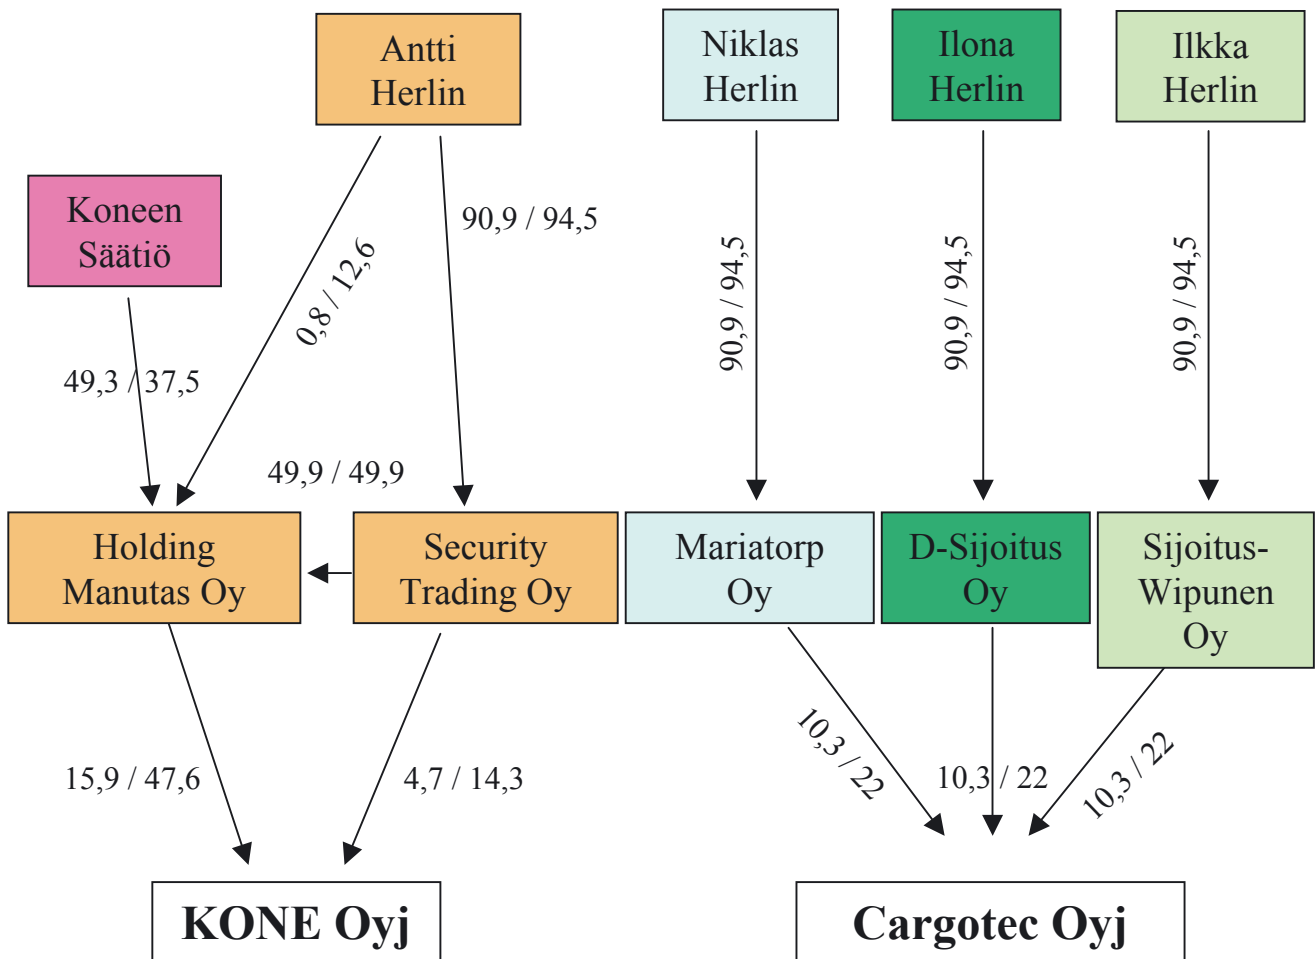 Antti
Herlin
Niklas
Herlin
Ilona
Herlin
Ilkka
Herlin
Koneen
Säätiö
90,9 / 94,5
0,8 / 12,6
90,9 / 94,5
90,9 / 94,5
90,9 / 94,5
49,3 / 37,5
49,9 / 49,9
Holding
Manutas Oy
Security
Trading Oy
Mariatorp
Oy
D-Sijoitus
Oy
Sijoitus-
Wipunen
Oy
15,9 / 47,6
4,7 / 14,3
10,3 / 22
10,3 / 22
10,3 / 22
KONE Oyj
Cargotec Oyj